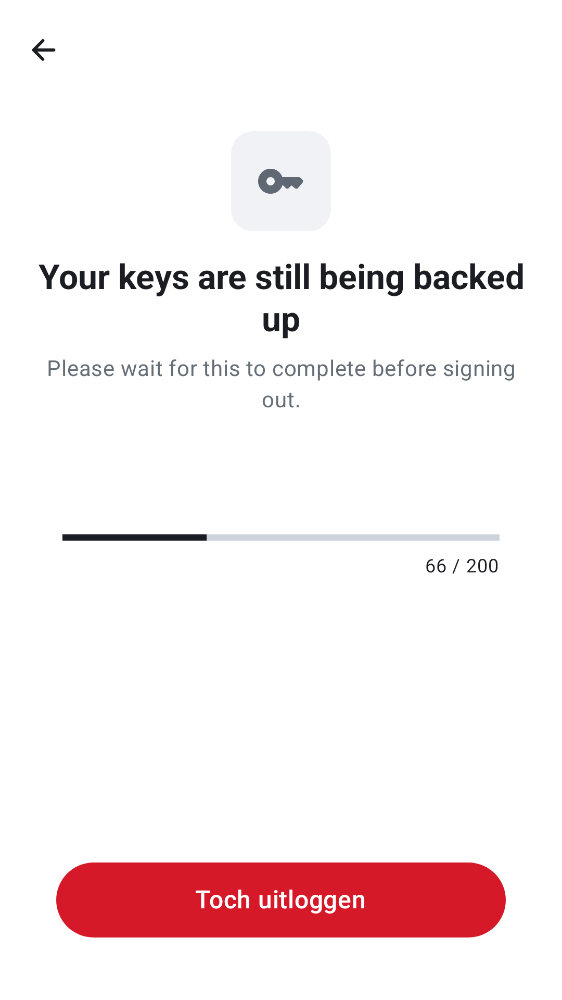 Your keys are still being backed
up
Please wait for this to complete before signing
out.
66 / 200
Toch uitloggen